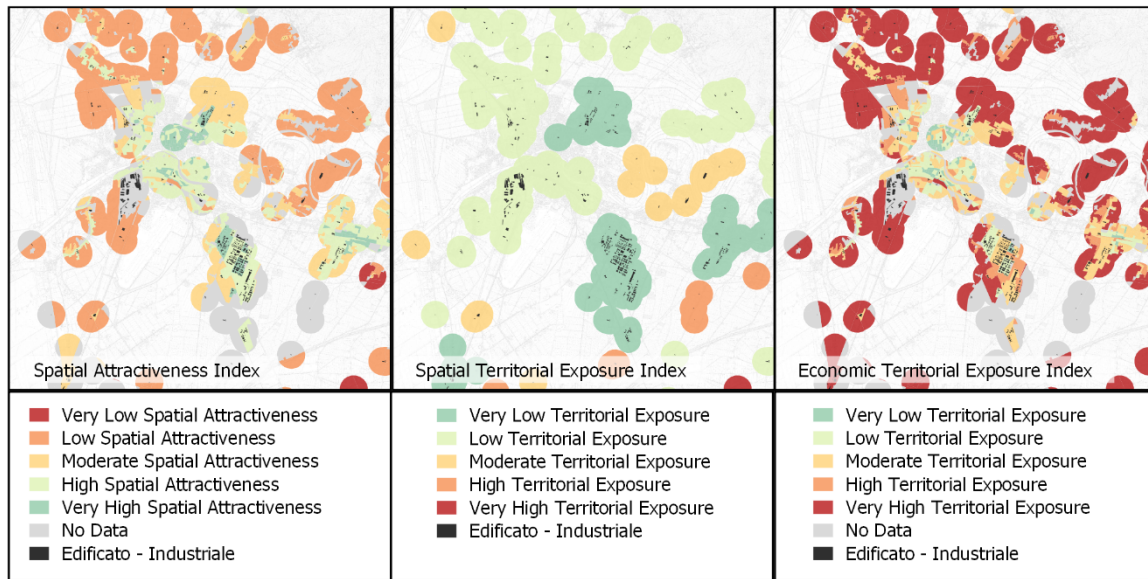 Spatial Attractiveness Index
Spatial Territorial Exposure Index
Economic Territorial Exposure Index
Very Low Spatial Attractiveness
Low Spatial Attractiveness
Moderate Spatial Attractiveness
High Spatial Attractiveness
Very High Spatial Attractiveness
No Data
Edificato - Industriale
Very Low Territorial Exposure
Low Territorial Exposure
Moderate Territorial Exposure
High Territorial Exposure
Very High Territorial Exposure
Edificato - Industriale
Very Low Territorial Exposure
Low Territorial Exposure
Moderate Territorial Exposure
High Territorial Exposure
Very High Territorial Exposure
No Data
Edificato - Industriale